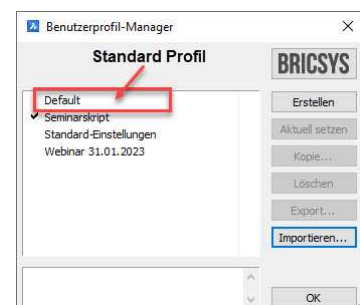 Benutzerprofil-Manager
Standard Profil
BRICSYS
Default
Seminarskript
Standard-Einstellungen
Webinar 31.01.2023
Erstellen
Aktuell setzen
Kopie...
Löschen
Export...
Importieren...
OK